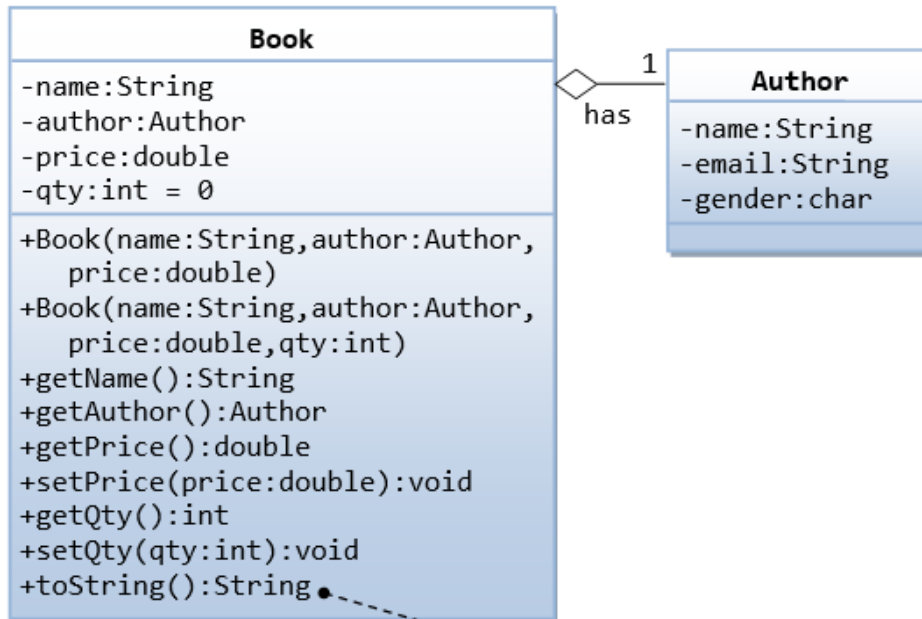 Book
-name:String
-author:Author
-price:double
-qty:int = 0
+Book(name:String,author:Author,
price:double)
+Book(name:String,author:Author,
price:double,qty:int)
+getName():String
+getAuthor():Author
+getPrice():double
+setPrice(price:double):void
+getQty():int
+setQty(qty:int):void
+toString():String
1
has
Author
-name:String
-email:String
-gender:char